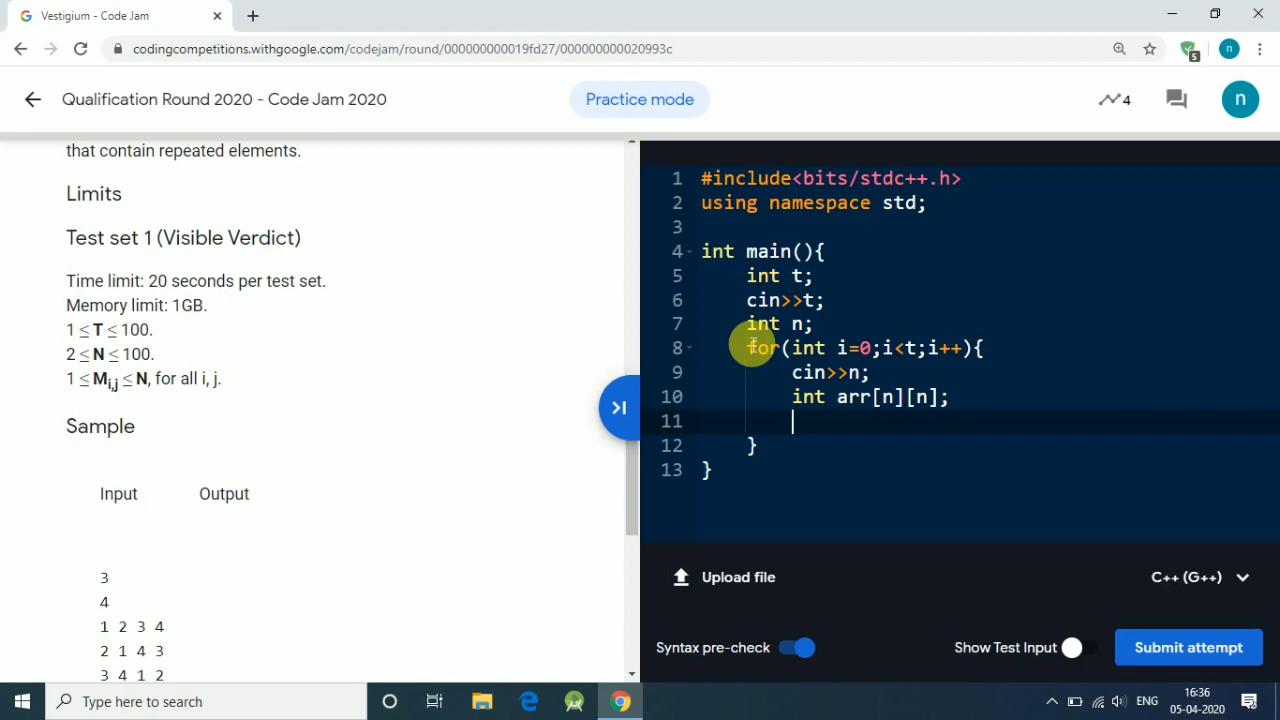 Vestigium - Code Jam
codingcompetitions.withgoogle.com/codejam/round/000000000019fd27/000000000020993c
5
n
Qualification Round 2020 - Code Jam 2020
Practice mode
4
n
that contain repeated elements.
Limits
Test set 1 (Visible Verdict)
Time limit: 20 seconds per test set.
Memory limit: 1GB.
1 ≤ T ≤ 100.
2 ≤ N ≤ 100.
1 ≤ Mi,j ≤ N, for all i, j.
Sample
Input Output
3
4
1 2 3 4
2 1 4 3
3 4 1 2
1 #include<bits/stdc++.h>
2 using namespace std;
3
4 int main(){
5 int t;
6 cin>>t;
7 int n;
8 for(int i=0;i<t;i++){
9 cin>>n;
10 int arr[n][n];
11
12 }
13 }
Upload file
C++ (G++)
Syntax pre-check
Show Test Input
Submit attempt
Type here to search
ENG
16:36
05-04-2020